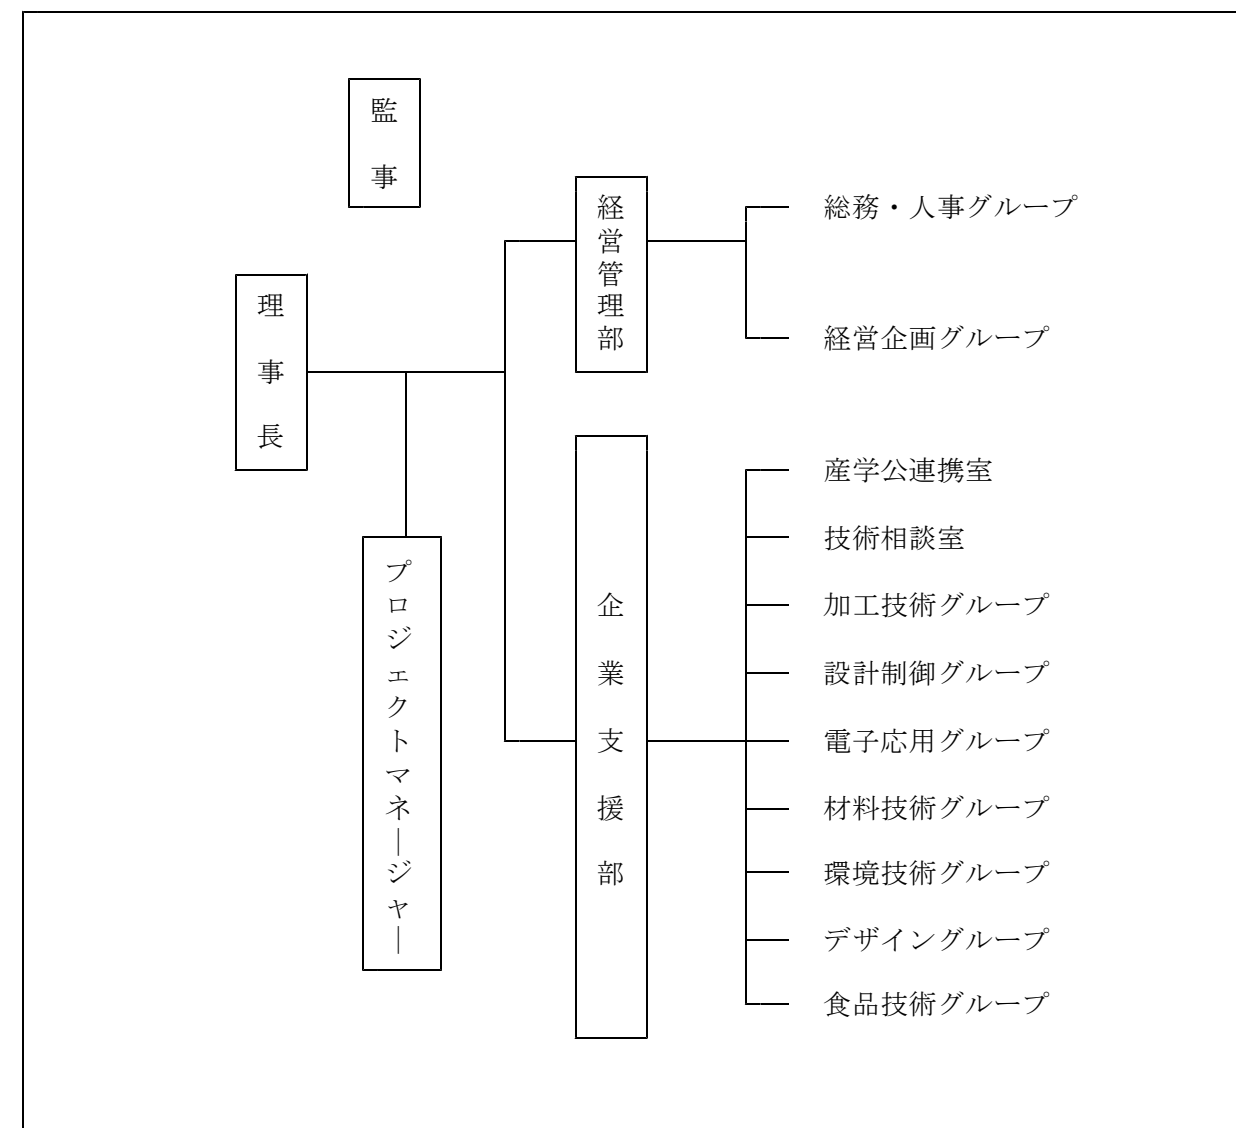 監事
理事長
プロジェクトマネージャー
経営管理部
総務・人事グループ
経営企画グループ
企業支援部
産学公連携室
技術相談室
加工技術グループ
設計制御グループ
電子応用グループ
材料技術グループ
環境技術グループ
デザイングループ
食品技術グループ